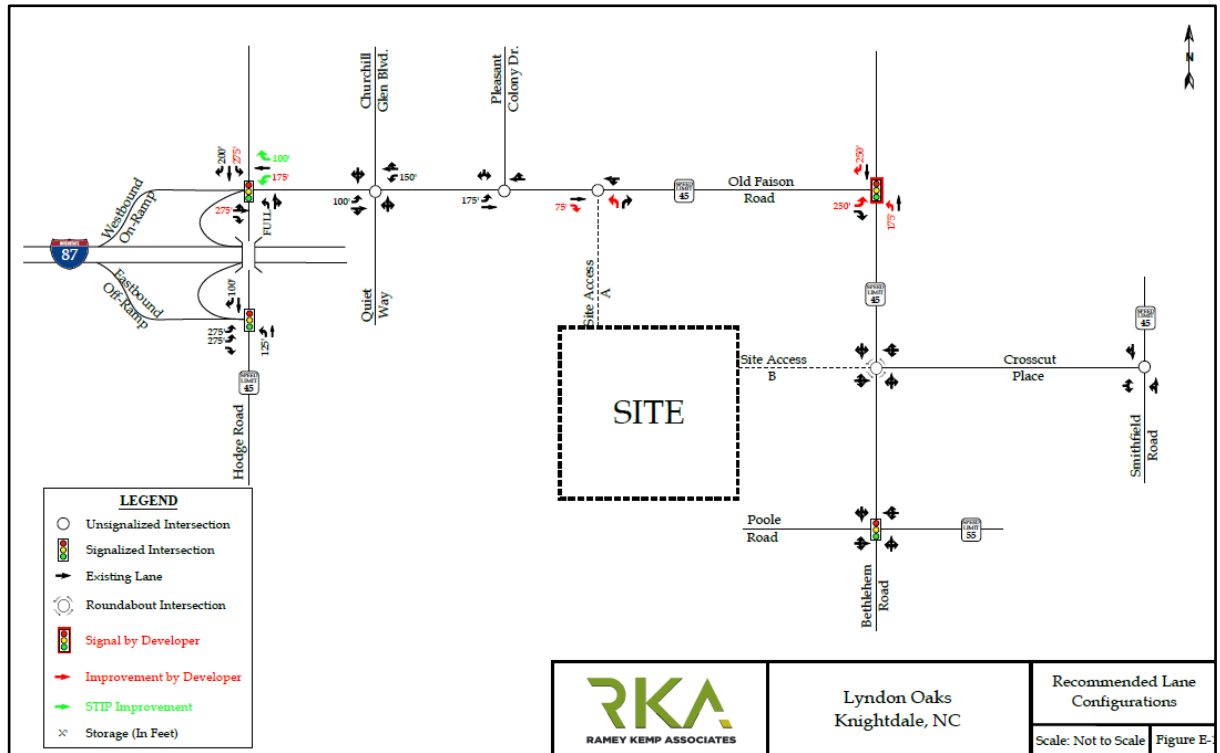 N
Churchill
Glen Blvd.
Pleasant
Colony Dr.
200'
275'
100'
175'
150'
250'
Westbound
On-Ramp
Old Faison
Road
SPEED
LIMIT
45
275'
FULL
100'
175'
75'
250'
175'
INTERSTATE
87
Eastbound
Off-Ramp
100'
Quiet
Way
Site Access
A
SPEED
LIMIT
45
SPEED
LIMIT
45
275'
275'
125'
Site Access
B
Crosscut
Place
SPEED
LIMIT
45
SITE
Hodge Road
Smithfield
Road
Poole
Road
SPEED
LIMIT
55
Bethlehem
Road
LEGEND
Unsignalized Intersection
Signalized Intersection
Existing Lane
Roundabout Intersection
Signal by Developer
Improvement by Developer
STIP Improvement
X' Storage (In Feet)
RKA
RAMEY KEMP ASSOCIATES
Lyndon Oaks
Knightdale, NC
Recommended Lane
Configurations
Scale: Not to Scale
Figure E-1